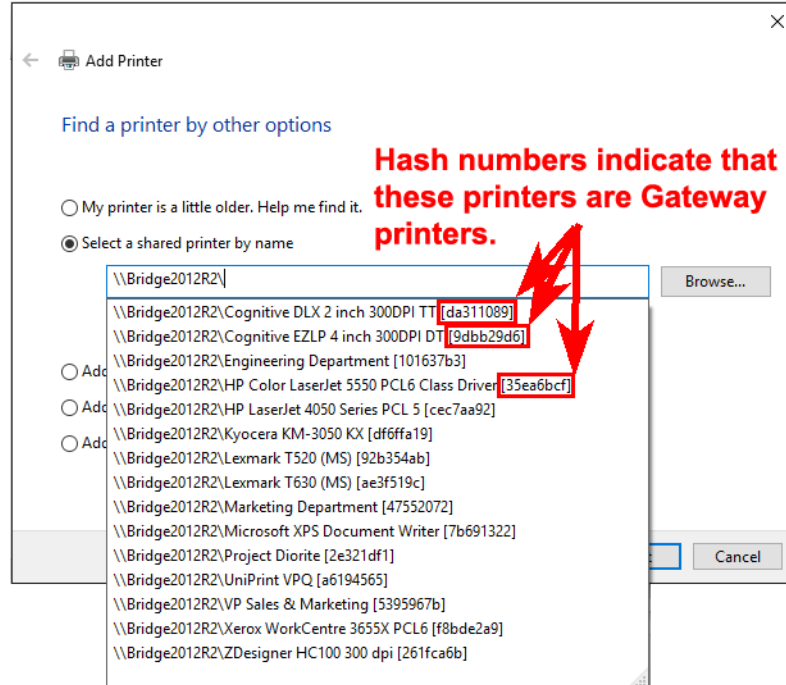 Add Printer
Find a printer by other options
Hash numbers indicate that
these printers are Gateway
printers.
My printer is a little older. Help me find it.
Select a shared printer by name
\\Bridge2012R2\
Browse...
\\Bridge2012R2\Cognitive DLX 2 inch 300DPI TT [da311089]
\\Bridge2012R2\Cognitive EZLP 4 inch 300DPI DT [9dbb29d6]
\\Bridge2012R2\Engineering Department [101637b3]
\\Bridge2012R2\HP Color LaserJet 5550 PCL6 Class Driver [35ea6bcf]
\\Bridge2012R2\HP LaserJet 4050 Series PCL 5 [cec7aa92]
\\Bridge2012R2\Kyocera KM-3050 KX [df6ffa19]
\\Bridge2012R2\Lexmark T520 (MS) [92b354ab]
\\Bridge2012R2\Lexmark T630 (MS) [ae3f519c]
\\Bridge2012R2\Marketing Department [47552072]
\\Bridge2012R2\Microsoft XPS Document Writer [7b691322]
\\Bridge2012R2\Project Diorite [2e321df1]
\\Bridge2012R2\UniPrint VPQ [a6194565]
\\Bridge2012R2\VP Sales & Marketing [5395967b]
\\Bridge2012R2\Xerox WorkCentre 3655X PCL6 [f8bde2a9]
\\Bridge2012R2\ZDesigner HC100 300 dpi [261fca6b]
Add
Add
Add
Cancel